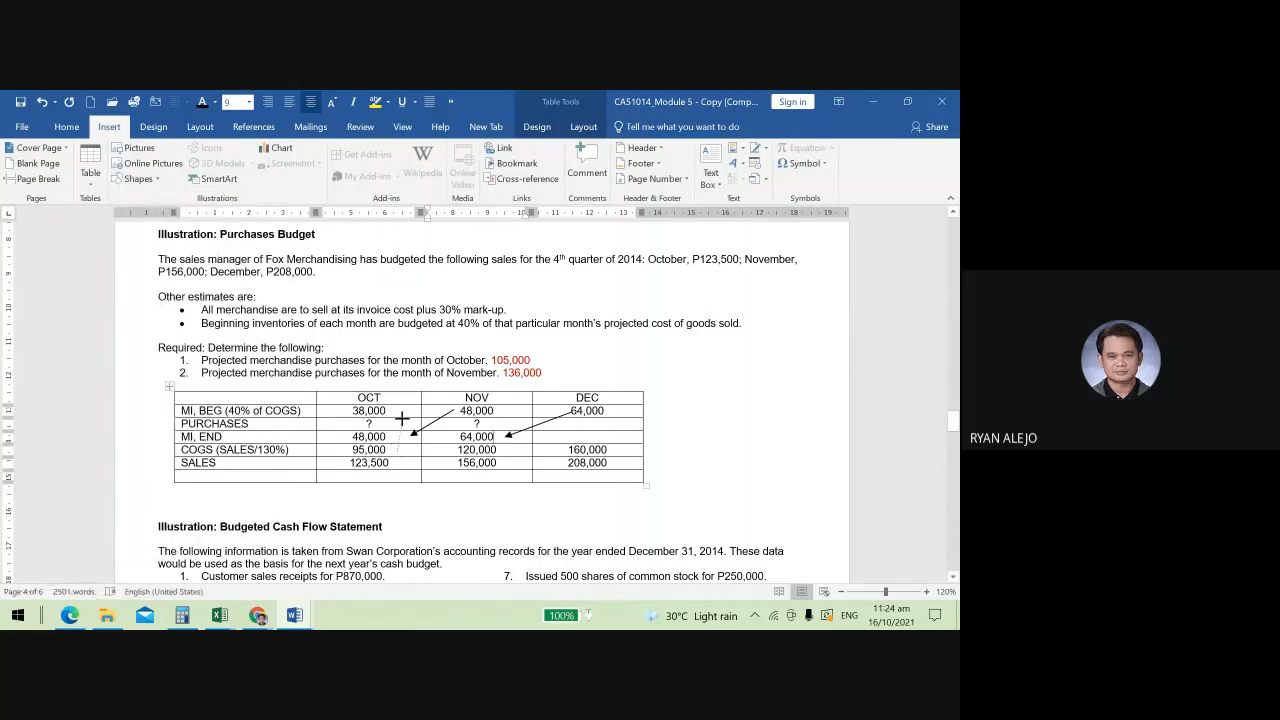 9
Table Tools
CA51014_Module 5 - Copy (Comp...
Sign in
File
Home
Insert
Design
Layout
References
Mailings
Review
View
Help
New Tab
Design
Layout
Tell me what you want to do
Share
Cover Page
Blank Page
Page Break
Pages
Table
Tables
Pictures
Online Pictures
Shapes
Icons
3D Models
SmartArt
Chart
Screenshot
Illustrations
Get Add-ins
My Add-ins
Wikipedia
Add-ins
Online Video
Media
Link
Bookmark
Cross-reference
Links
Comment
Comments
Header
Footer
Page Number
Header & Footer
Text Box
Text
Equation
Symbol
Symbols
Illustration: Purchases Budget
The sales manager of Fox Merchandising has budgeted the following sales for the 4th quarter of 2014: October, P123,500; November,
P156,000; December, P208,000.
Other estimates are:
• All merchandise are to sell at its invoice cost plus 30% mark-up.
• Beginning inventories of each month are budgeted at 40% of that particular month's projected cost of goods sold.
Required: Determine the following:
1. Projected merchandise purchases for the month of October. 105,000
2. Projected merchandise purchases for the month of November. 136,000
OCT NOV DEC
MI, BEG (40% of COGS) 38,000 48,000 64,000
PURCHASES ? ?
MI, END 48,000 64,000
COGS (SALES/130%) 95,000 120,000 160,000
SALES 123,500 156,000 208,000
Illustration: Budgeted Cash Flow Statement
The following information is taken from Swan Corporation's accounting records for the year ended December 31, 2014. These data
would be used as the basis for the next year's cash budget.
1. Customer sales receipts for P870,000. 7. Issued 500 shares of common stock for P250,000.
Page 4 of 6 2501 words English (United States) 120%
100% 30°C Light rain ENG 11:24 am
16/10/2021
RYAN ALEJO